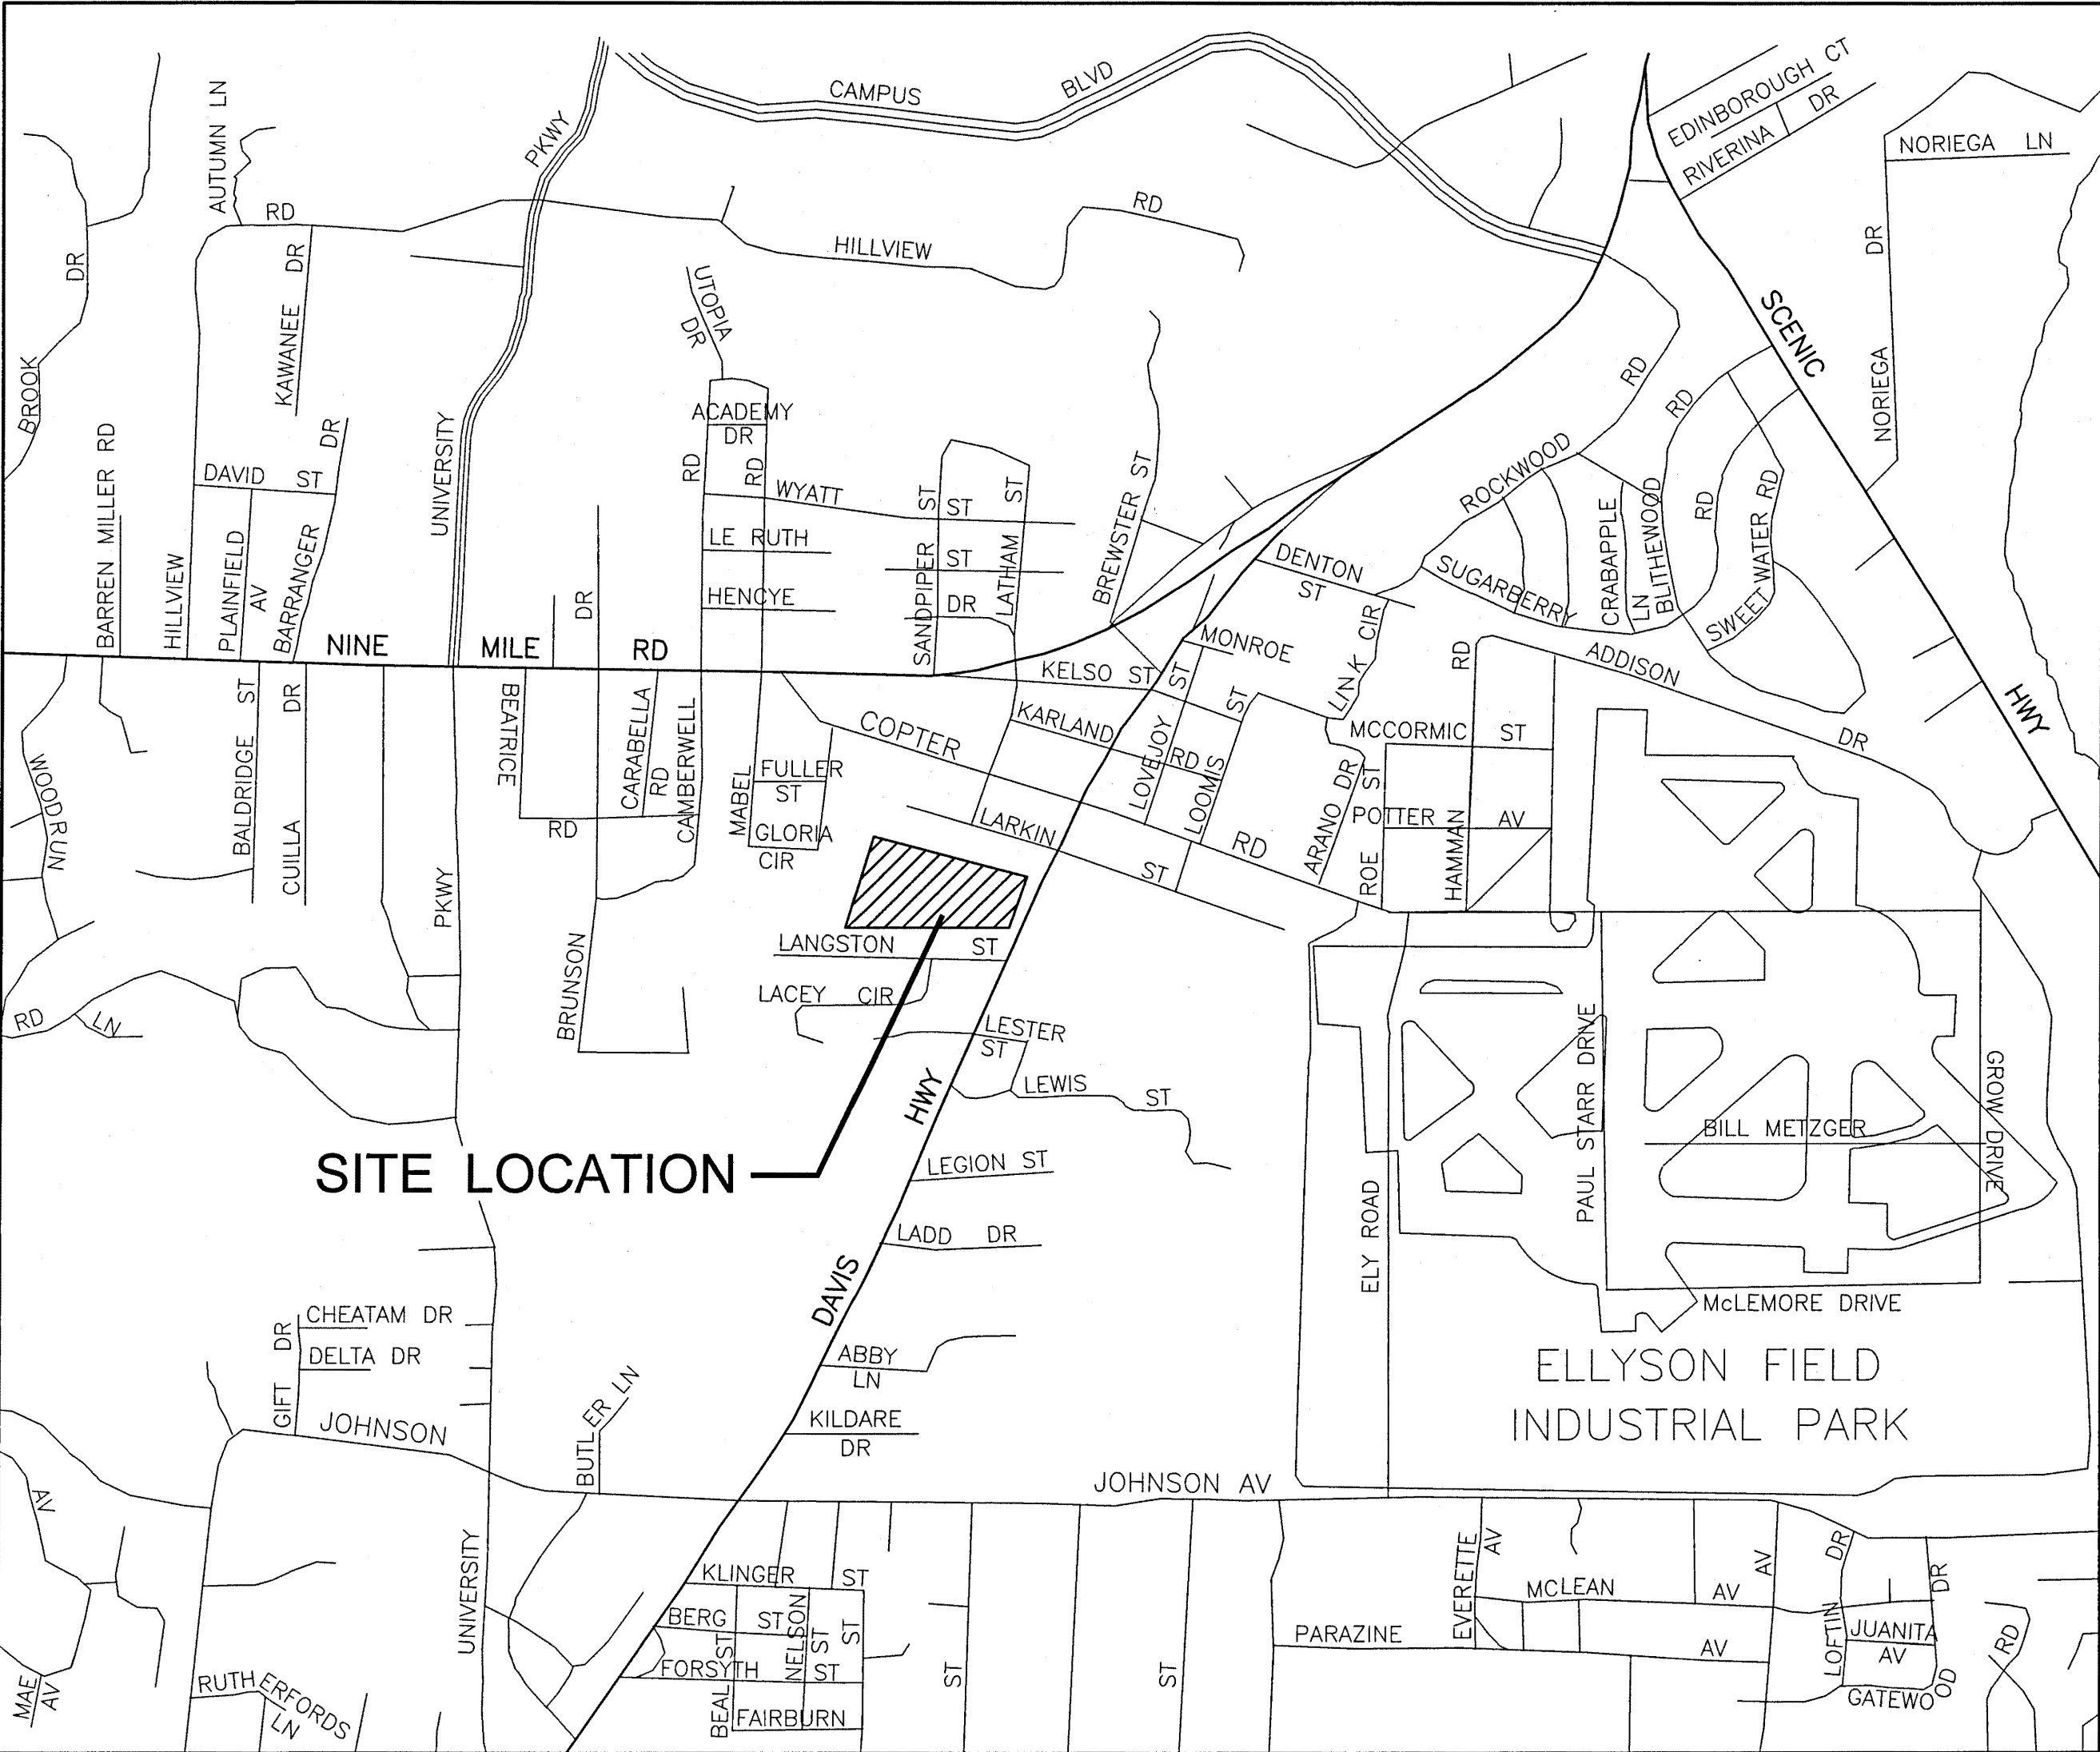 CAMPUS BLVD
EDINBOROUGH CT
RIVERINA DR
NORIEGA LN
AUTUMN LN
PKWY
RD
HILLVIEW
RD
DR
KAWANEE DR
UTOPIA
DR
NORIEGA DR
SCENIC
HWY
BROOK
BARREN MILLER RD
DAVID ST
HILLVIEW
PLAINFIELD
AV
BARRANGER
DR
UNIVERSITY
ACADEMY
DR
RD
RD
WYATT
ST
ST
ST
LE RUTH
ST
HENCYE
DR
SANDPIPER
LATHAM
BREWSTER ST
DR
ROCKWOOD
RD
RD
RD
SUGARBERRY
CRABAPPLE
LN
BLITHEWOOD
SWEET WATER RD
DENTON
ST
MONROE
LINK CIR
NINE MILE RD
KELSO ST
ADDISON
DR
BALDRIDGE ST
CUILLA DR
BEATRICE
CARABELLA
RD
CAMBERWELL
COPTER
RD
KARLAND
RD
LOVEJOY
ST
LOOMIS
ST
MCCORMIC ST
RD
HAMMAN
POTTER AV
ARANO DR
ROE ST
WOODRUN
MABEL
FULLER
ST
GLORIA
CIR
RD
LARKIN
ST
PKWY
BRUNSON
LANGSTON ST
LACEY CIR
RD
LN
LESTER
ST
LEWIS ST
HWY
SITE LOCATION
LEGION ST
LADD DR
DAVIS
ELY ROAD
PAUL STARR DRIVE
BILL METZGER
GROW DRIVE
McLEMORE DRIVE
ELLYSON FIELD
INDUSTRIAL PARK
CHEATAM DR
DELTA DR
GIFT DR
JOHNSON
BUTLER LN
ABBY
LN
KILDARE
DR
JOHNSON AV
AV
UNIVERSITY
KLINGER ST
BERG ST
NELSON
ST
ST
BEAL ST
FORSYTH ST
FAIRBURN
ST
ST
PARAZINE AV
EVERETTE
AV
MCLEAN AV
AV
LOFTIN
DR
DR
JUANITA
AV
GATEWOOD
RD
MAE
AV
RUTHERFORDS
LN